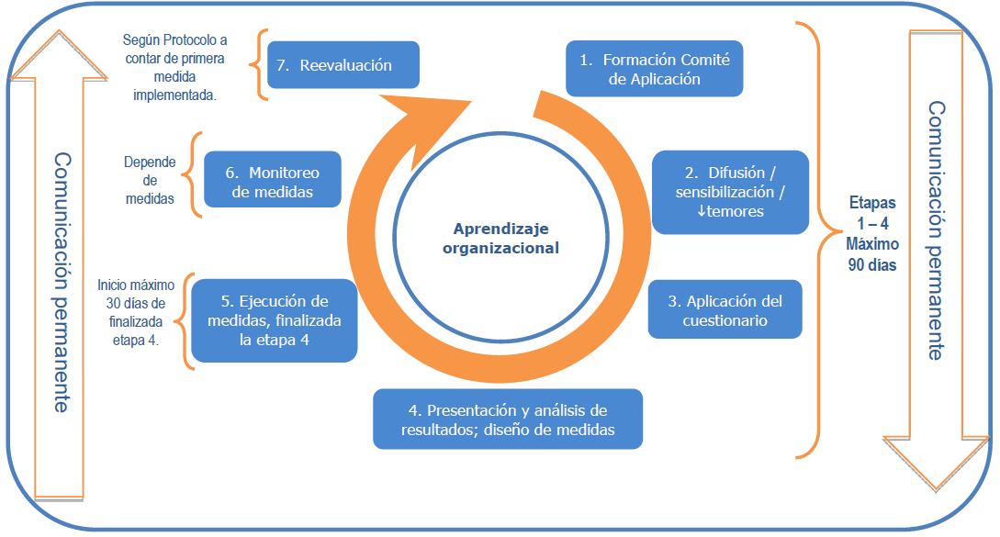 Según Protocolo a
contar de primera
medida
implementada.
7. Reevaluación
1. Formación Comité
de Aplicación
Depende
de
medidas
6. Monitoreo
de medidas
2. Difusión /
sensibilización /
↓temores
Aprendizaje
organizacional
Etapas
1 – 4
Máximo
90 días
Inicio máximo
30 días de
finalizada
etapa 4.
5. Ejecución de
medidas, finalizada
la etapa 4
3. Aplicación del
cuestionario
4. Presentación y análisis de
resultados; diseño de medidas
Comunicación permanente
Comunicación permanente